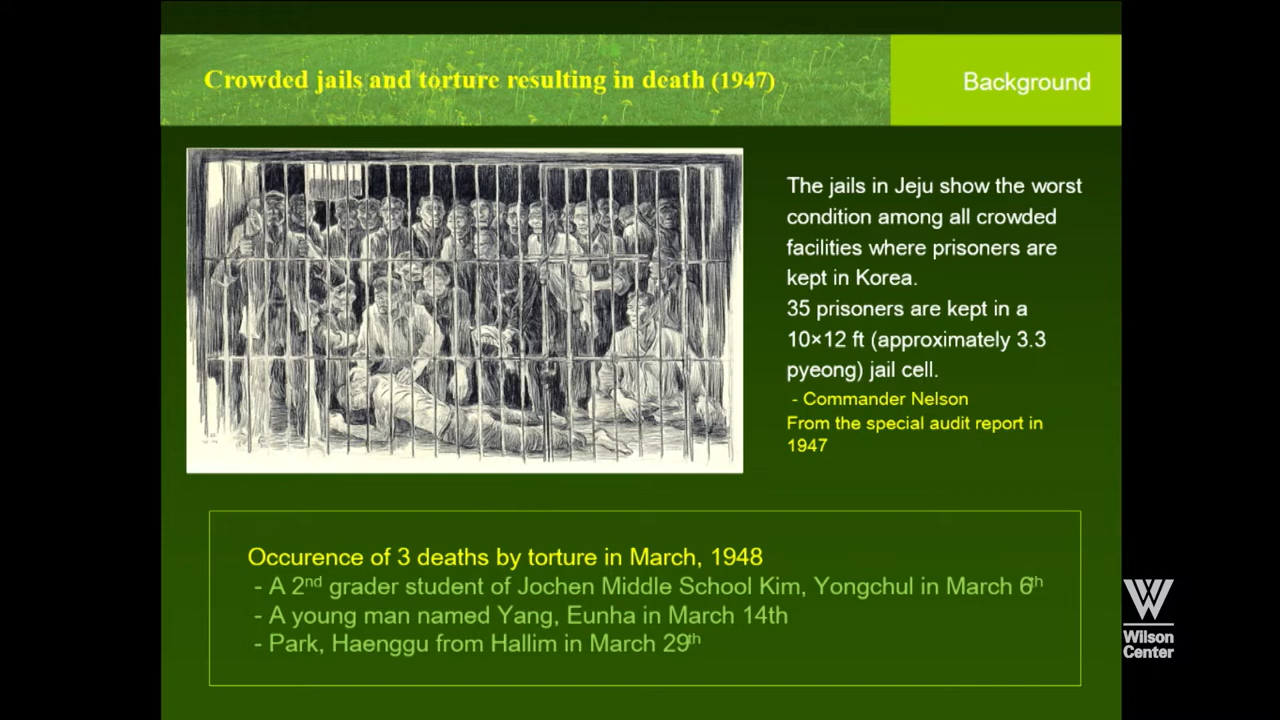 Crowded jails and torture resulting in death (1947)
Background
The jails in Jeju show the worst
condition among all crowded
facilities where prisoners are
kept in Korea.
35 prisoners are kept in a
10×12 ft (approximately 3.3
pyeong) jail cell.
- Commander Nelson
From the special audit report in
1947
Occurence of 3 deaths by torture in March, 1948
- A 2nd grader student of Jochen Middle School Kim, Yongchul in March 6th
- A young man named Yang, Eunha in March 14th
- Park, Haenggu from Hallim in March 29th
Wilson
Center